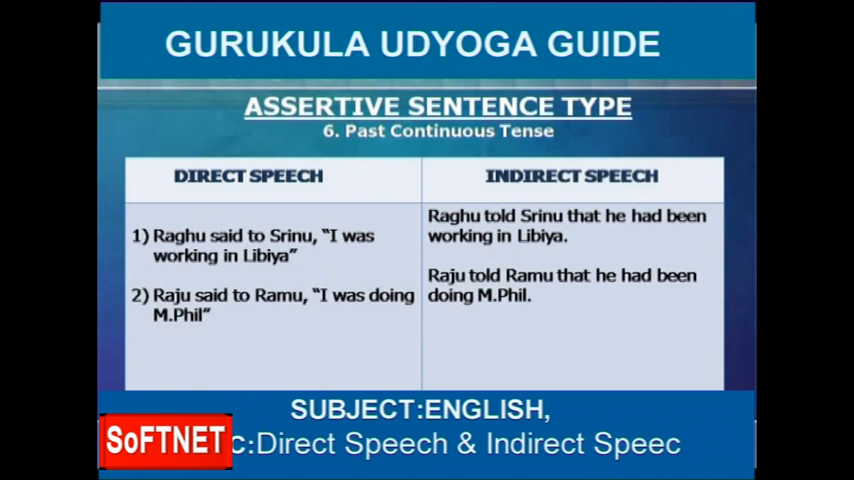 GURUKULA UDYOGA GUIDE
ASSERTIVE SENTENCE TYPE
6. Past Continuous Tense
DIRECT SPEECH
INDIRECT SPEECH
1) Raghu said to Srinu, “I was
working in Libiya”
2) Raju said to Ramu, “I was doing
M.Phil”
Raghu told Srinu that he had been
working in Libiya.
Raju told Ramu that he had been
doing M.Phil.
SUBJECT:ENGLISH,
C:Direct Speech & Indirect Speec
SoFTNET